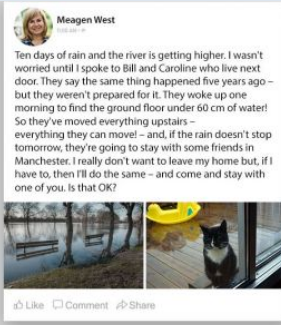 Meagen West
Ten days of rain and the river is getting higher. I wasn't
worried until I spoke to Bill and Caroline who live next
door. They say the same thing happened five years ago –
but they weren't prepared for it. They woke up one
morning to find the ground floor under 60 cm of water!
So they've moved everything upstairs –
everything they can move! – and, if the rain doesn't stop
tomorrow, they're going to stay with some friends in
Manchester. I really don't want to leave my home but, if I
have to, then I'll do the same – and come and stay with
one of you. Is that OK?
Like Comment Share